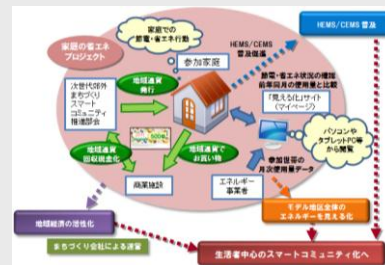 家庭の省エネ
プロジェクト
家庭での
節電・省エネ行動
参加家庭
HEMS/CEMS
普及促進
HEMS/CEMS
普及
次世代郊外
まちづくり
スマート
コミュニティ
推進部会
地域通貨
発行
節電・省エネ状況の確認
前年同月の使用量と比較
「見える化」サイト
(マイページ)
パソコンや
タブレットPC等
から閲覧
地域通貨
回収現金化
地域通貨で
お買い物
商業施設
エネルギー
事業者
参加世帯の
月次使用量データ
地域経済の活性化
まちづくり会社による運営
モデル地区全体の
エネルギーを見える化
生活者中心のスマートコミュニティ化へ